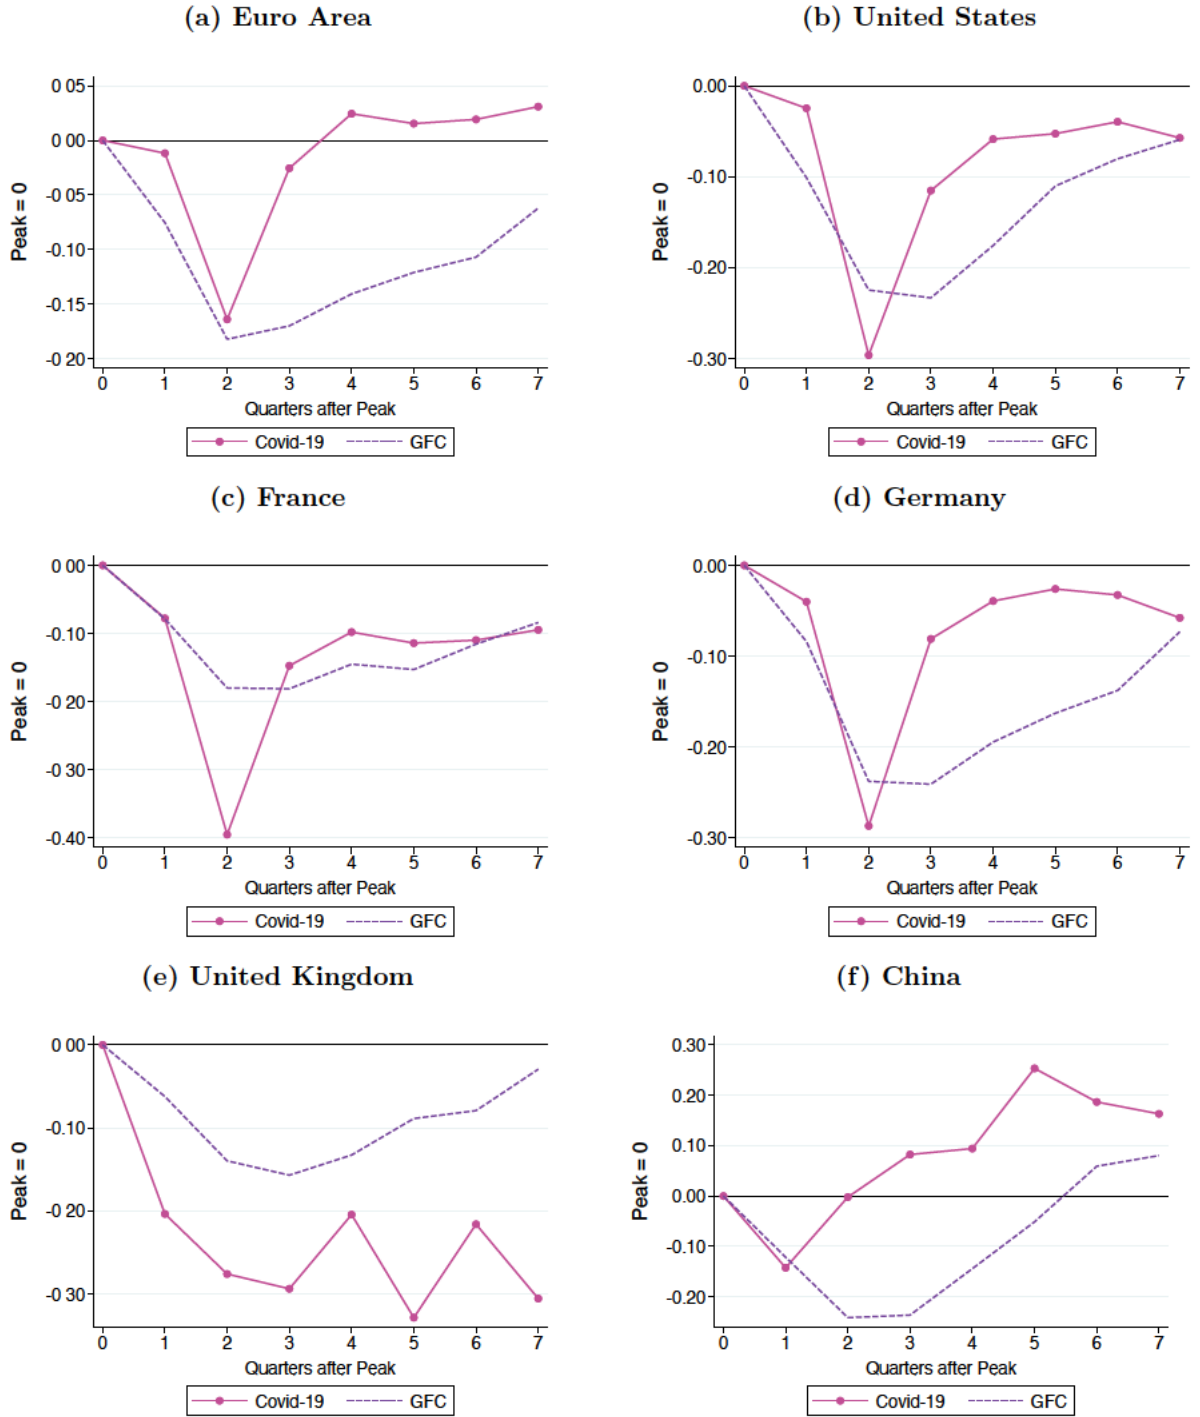 (a) Euro Area
0 05
0 00
-0 05
-0.10
-0.15
-0 20
Peak = 0
0 1 2 3 4 5 6 7
Quarters after Peak
Covid-19 GFC
(b) United States
0.00
-0.10
-0.20
-0.30
Peak = 0
0 1 2 3 4 5 6 7
Quarters after Peak
Covid-19 GFC
(c) France
0 00
-0.10
-0 20
-0 30
-0.40
Peak = 0
0 1 2 3 4 5 6 7
Quarters after Peak
Covid-19 GFC
(d) Germany
0.00
-0.10
-0.20
-0.30
Peak = 0
0 1 2 3 4 5 6 7
Quarters after Peak
Covid-19 GFC
(e) United Kingdom
0 00
-0.10
-0 20
-0 30
Peak = 0
0 1 2 3 4 5 6 7
Quarters after Peak
Covid-19 GFC
(f) China
0.30
0.20
0.10
0.00
-0.10
-0.20
Peak = 0
0 1 2 3 4 5 6 7
Quarters after Peak
Covid-19 GFC